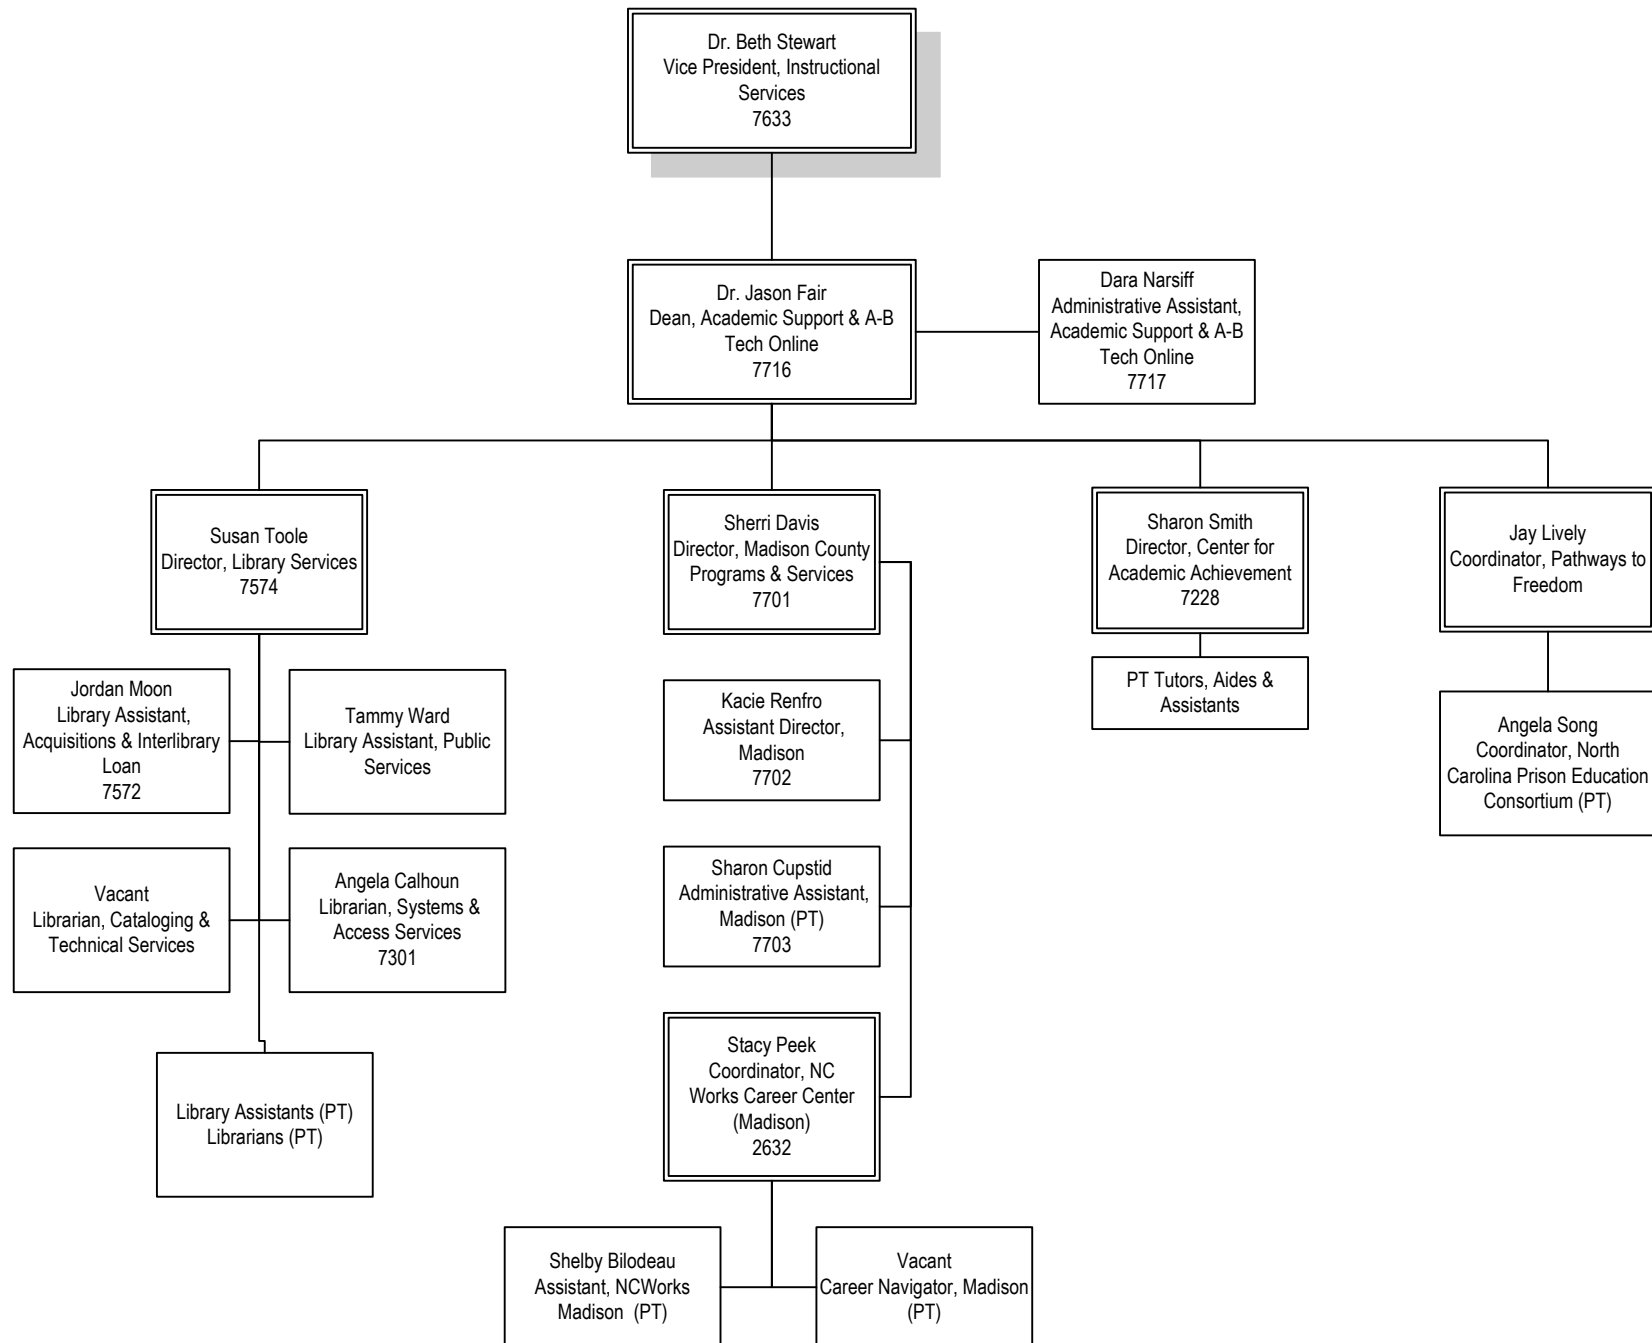 Dr. Beth Stewart
Vice President, Instructional
Services
7633
Dr. Jason Fair
Dean, Academic Support & A-B
Tech Online
7716
Dara Narsiff
Administrative Assistant,
Academic Support & A-B
Tech Online
7717
Susan Toole
Director, Library Services
7574
Sherri Davis
Director, Madison County
Programs & Services
7701
Sharon Smith
Director, Center for
Academic Achievement
7228
Jay Lively
Coordinator, Pathways to
Freedom
Jordan Moon
Library Assistant,
Acquisitions & Interlibrary
Loan
7572
Tammy Ward
Library Assistant, Public
Services
Kacie Renfro
Assistant Director,
Madison
7702
PT Tutors, Aides &
Assistants
Angela Song
Coordinator, North
Carolina Prison Education
Consortium (PT)
Vacant
Librarian, Cataloging &
Technical Services
Angela Calhoun
Librarian, Systems &
Access Services
7301
Sharon Cupstid
Administrative Assistant,
Madison (PT)
7703
Library Assistants (PT)
Librarians (PT)
Stacy Peek
Coordinator, NC
Works Career Center
(Madison)
2632
Shelby Bilodeau
Assistant, NCWorks
Madison  (PT)
Vacant
Career Navigator, Madison
(PT)